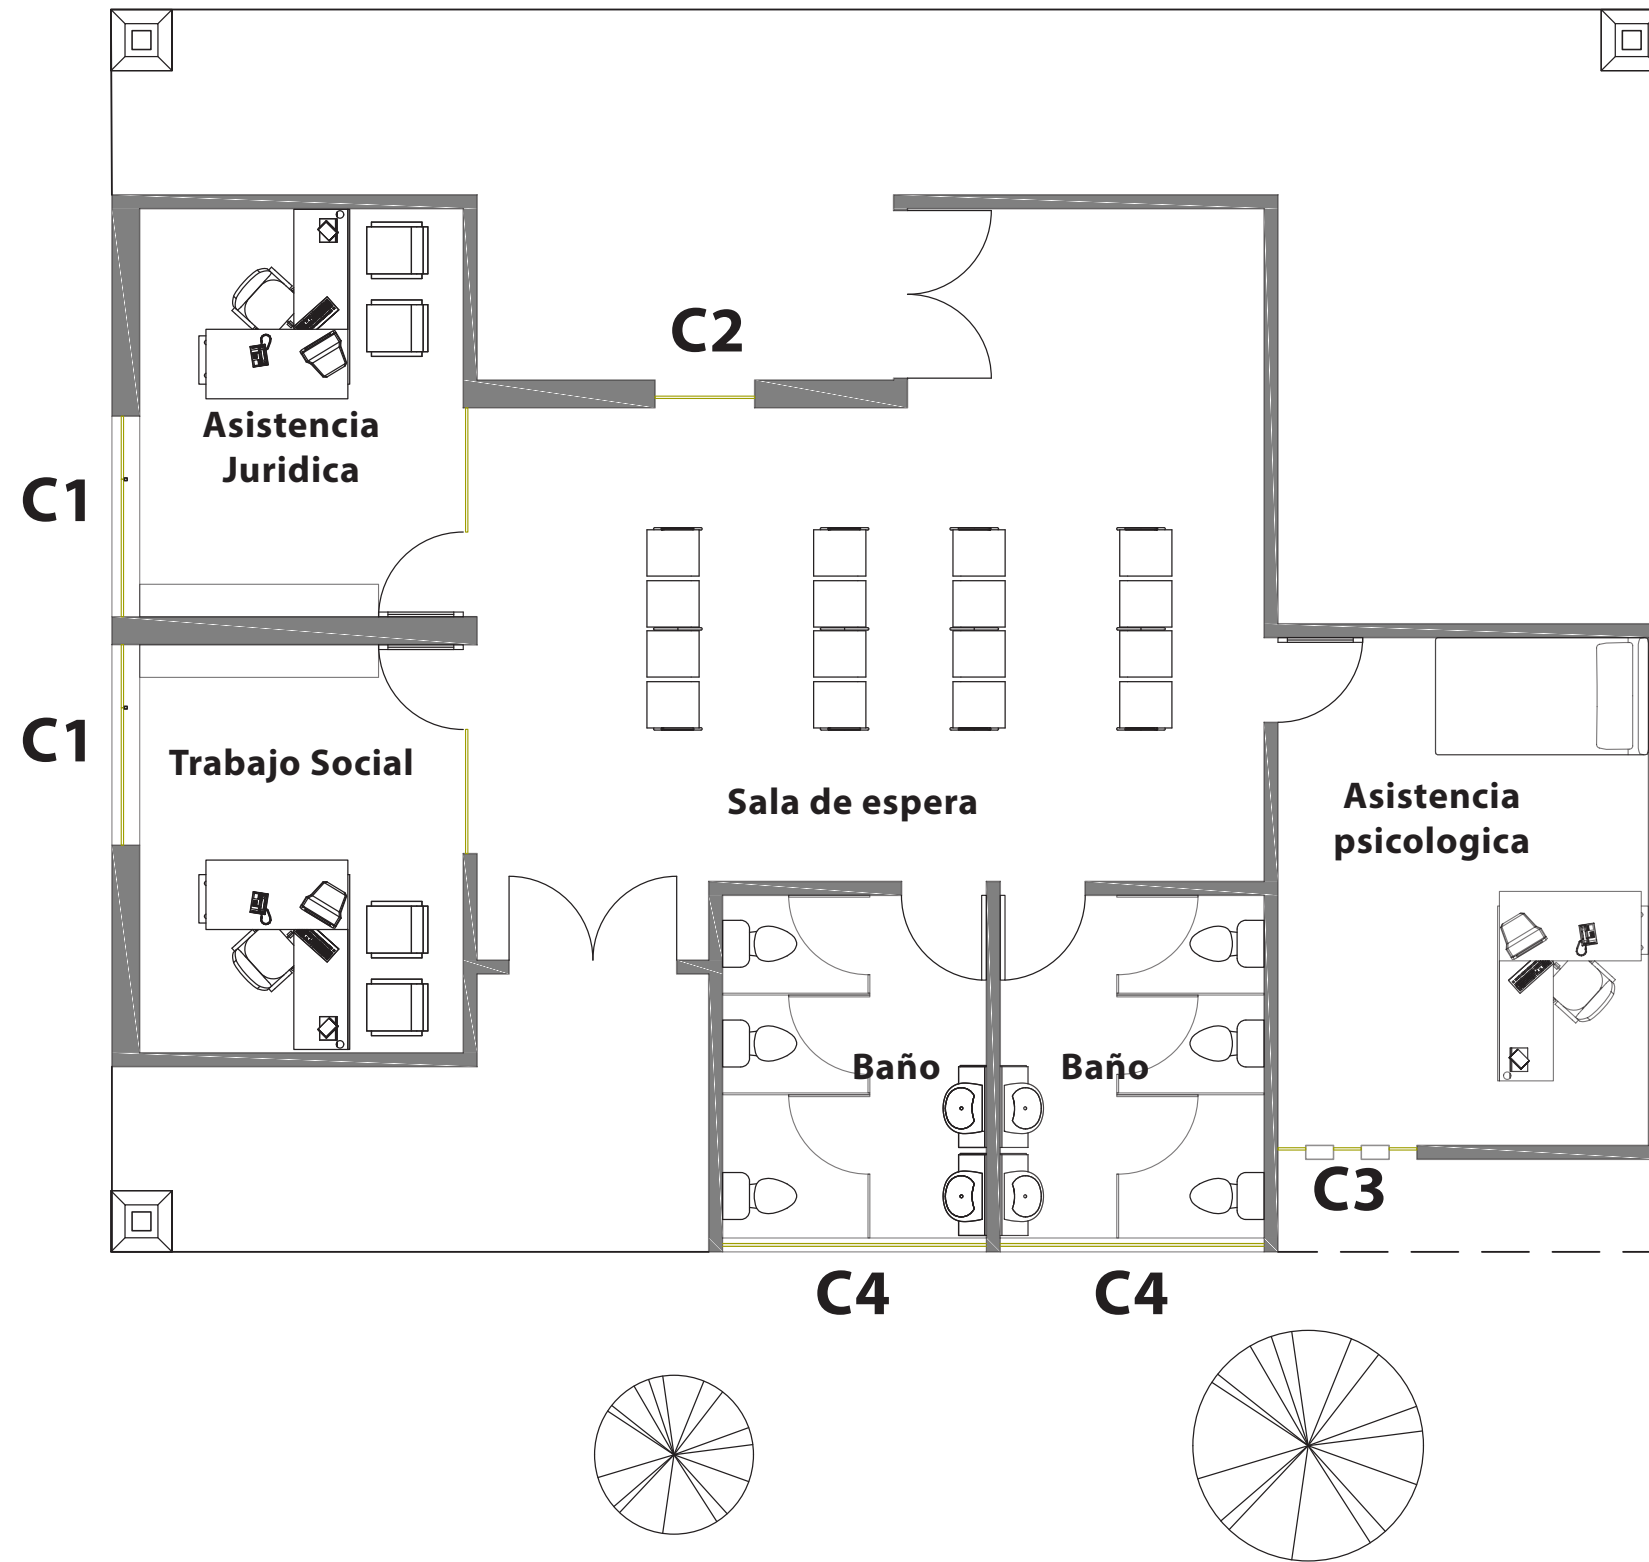 C2
Asistencia
Juridica
C1
C1
Trabajo Social
Sala de espera
Asistencia
psicologica
Baño
Baño
C3
C4
C4